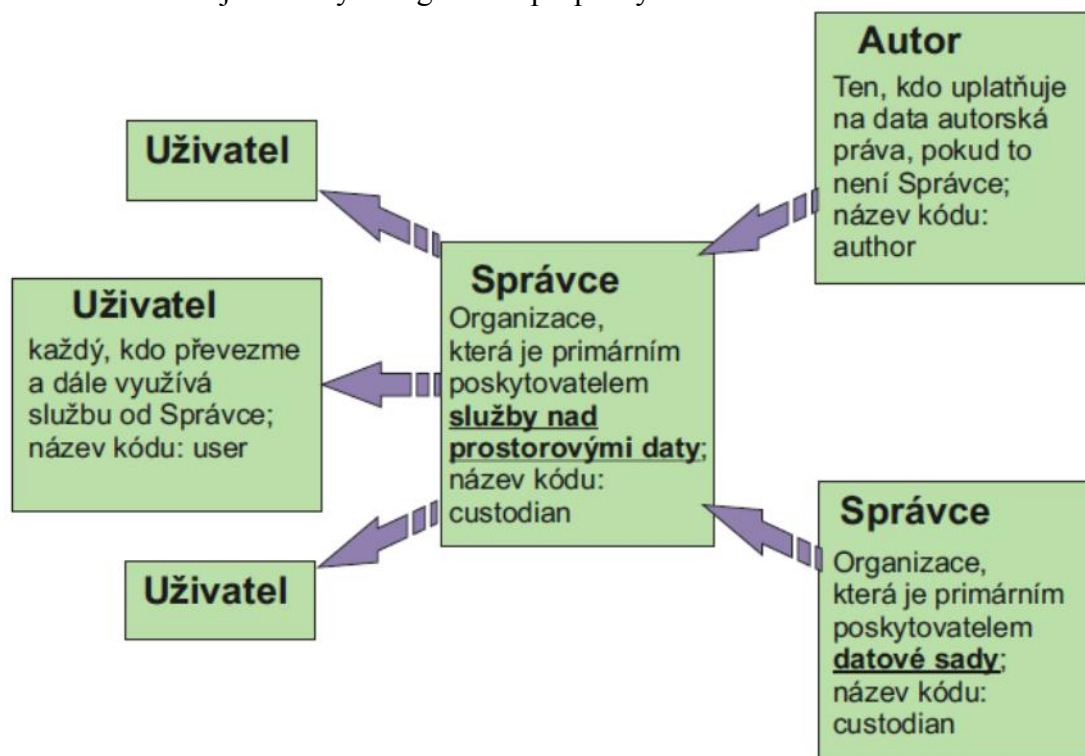 Autor
Ten, kdo uplatňuje
na data autorská
práva, pokud to
není Správce;
název kódu:
author
Uživatel
Správce
Organizace,
která je primárním
poskytovatelem
služby nad
prostorovými daty;
název kódu:
custodian
Uživatel
každý, kdo převezme
a dále využívá
službu od Správce;
název kódu: user
Uživatel
Správce
Organizace,
která je primárním
poskytovatelem
datové sady;
název kódu:
custodian